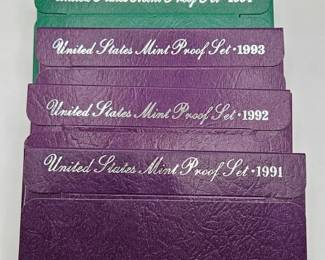 United States Mint Proof Set • 1993
United States Mint Proof Set • 1992
United States Mint Proof Set • 1991